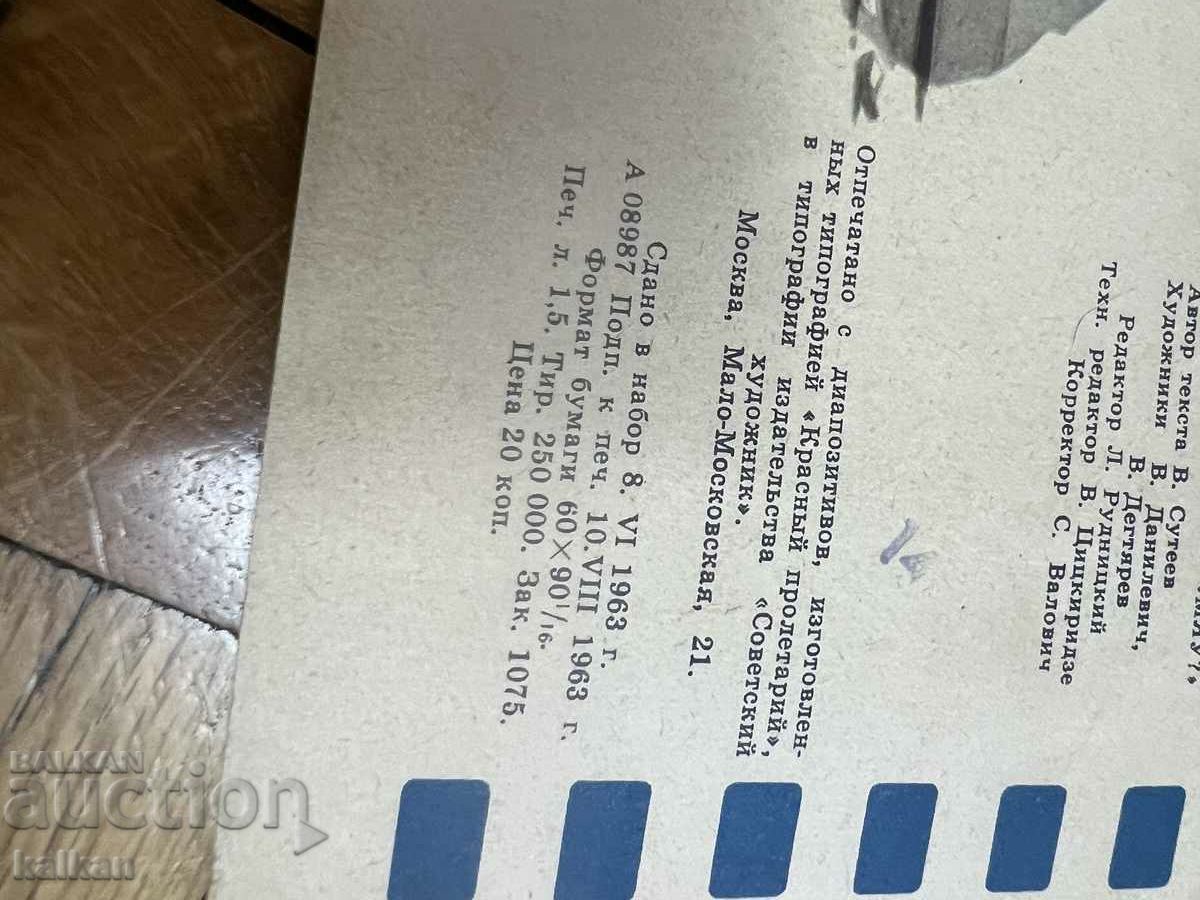 «МЯУ?»
Автор текста В. Сутеев
Художники В. Данилевич,
В. Дегтярев
Редактор Л. Рудницкий
Техн. редактор В. Цицкиридзе
Корректор С. Валович
Отпечатано с диапозитивов, изготовлен-
ных типографией «Красный пролетарий»,
в типографии издательства «Советский
художник».
Москва, Мало-Московская, 21.
Сдано в набор 8. VI 1963 г.
А 08987 Подп. к печ. 10.VIII 1963 г.
Формат бумаги 60×90¹/₁₆.
Печ. л. 1,5. Тир. 250 000. Зак. 1075.
Цена 20 коп.
BALKAN
auction
kalkan